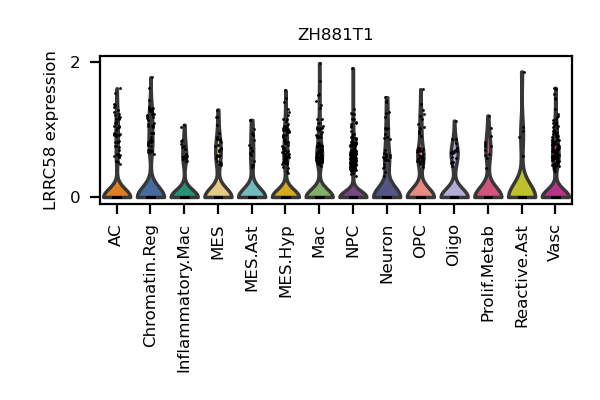 ZH881T1
LRRC58 expression
2
0
AC
Chromatin.Reg
Inflammatory.Mac
MES
MES.Ast
MES.Hyp
Mac
NPC
Neuron
OPC
Oligo
Prolif.Metab
Reactive.Ast
Vasc